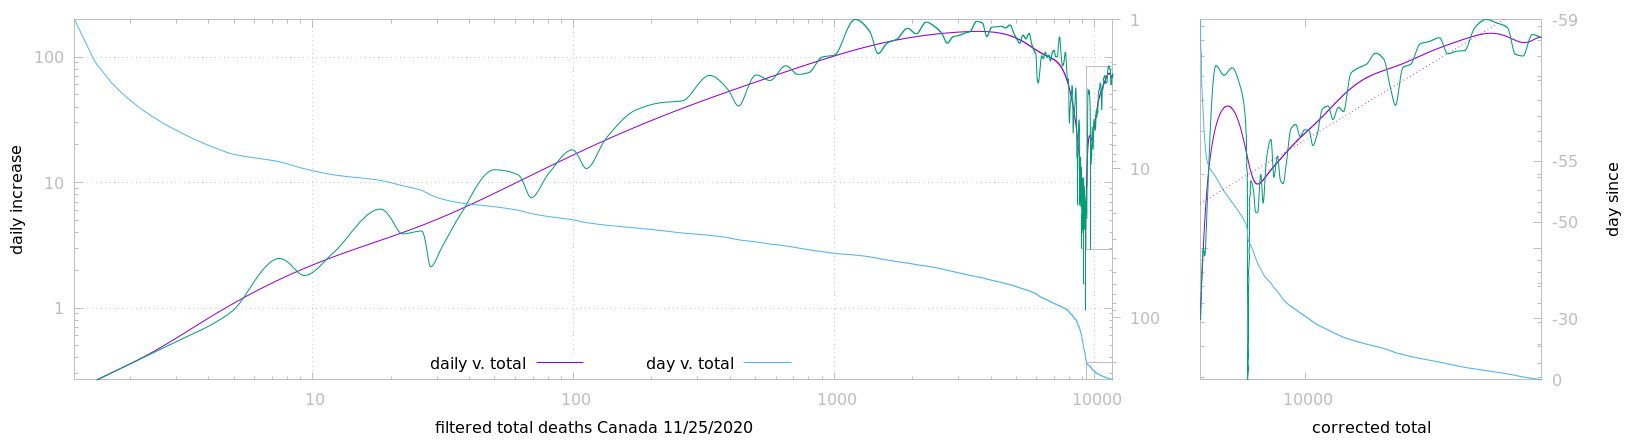 daily increase
100
10
1
10
100
1000
10000
filtered total deaths Canada 11/25/2020
daily v. total
day v. total
1
10
100
10000
corrected total
-59
-55
-50
-30
0
day since